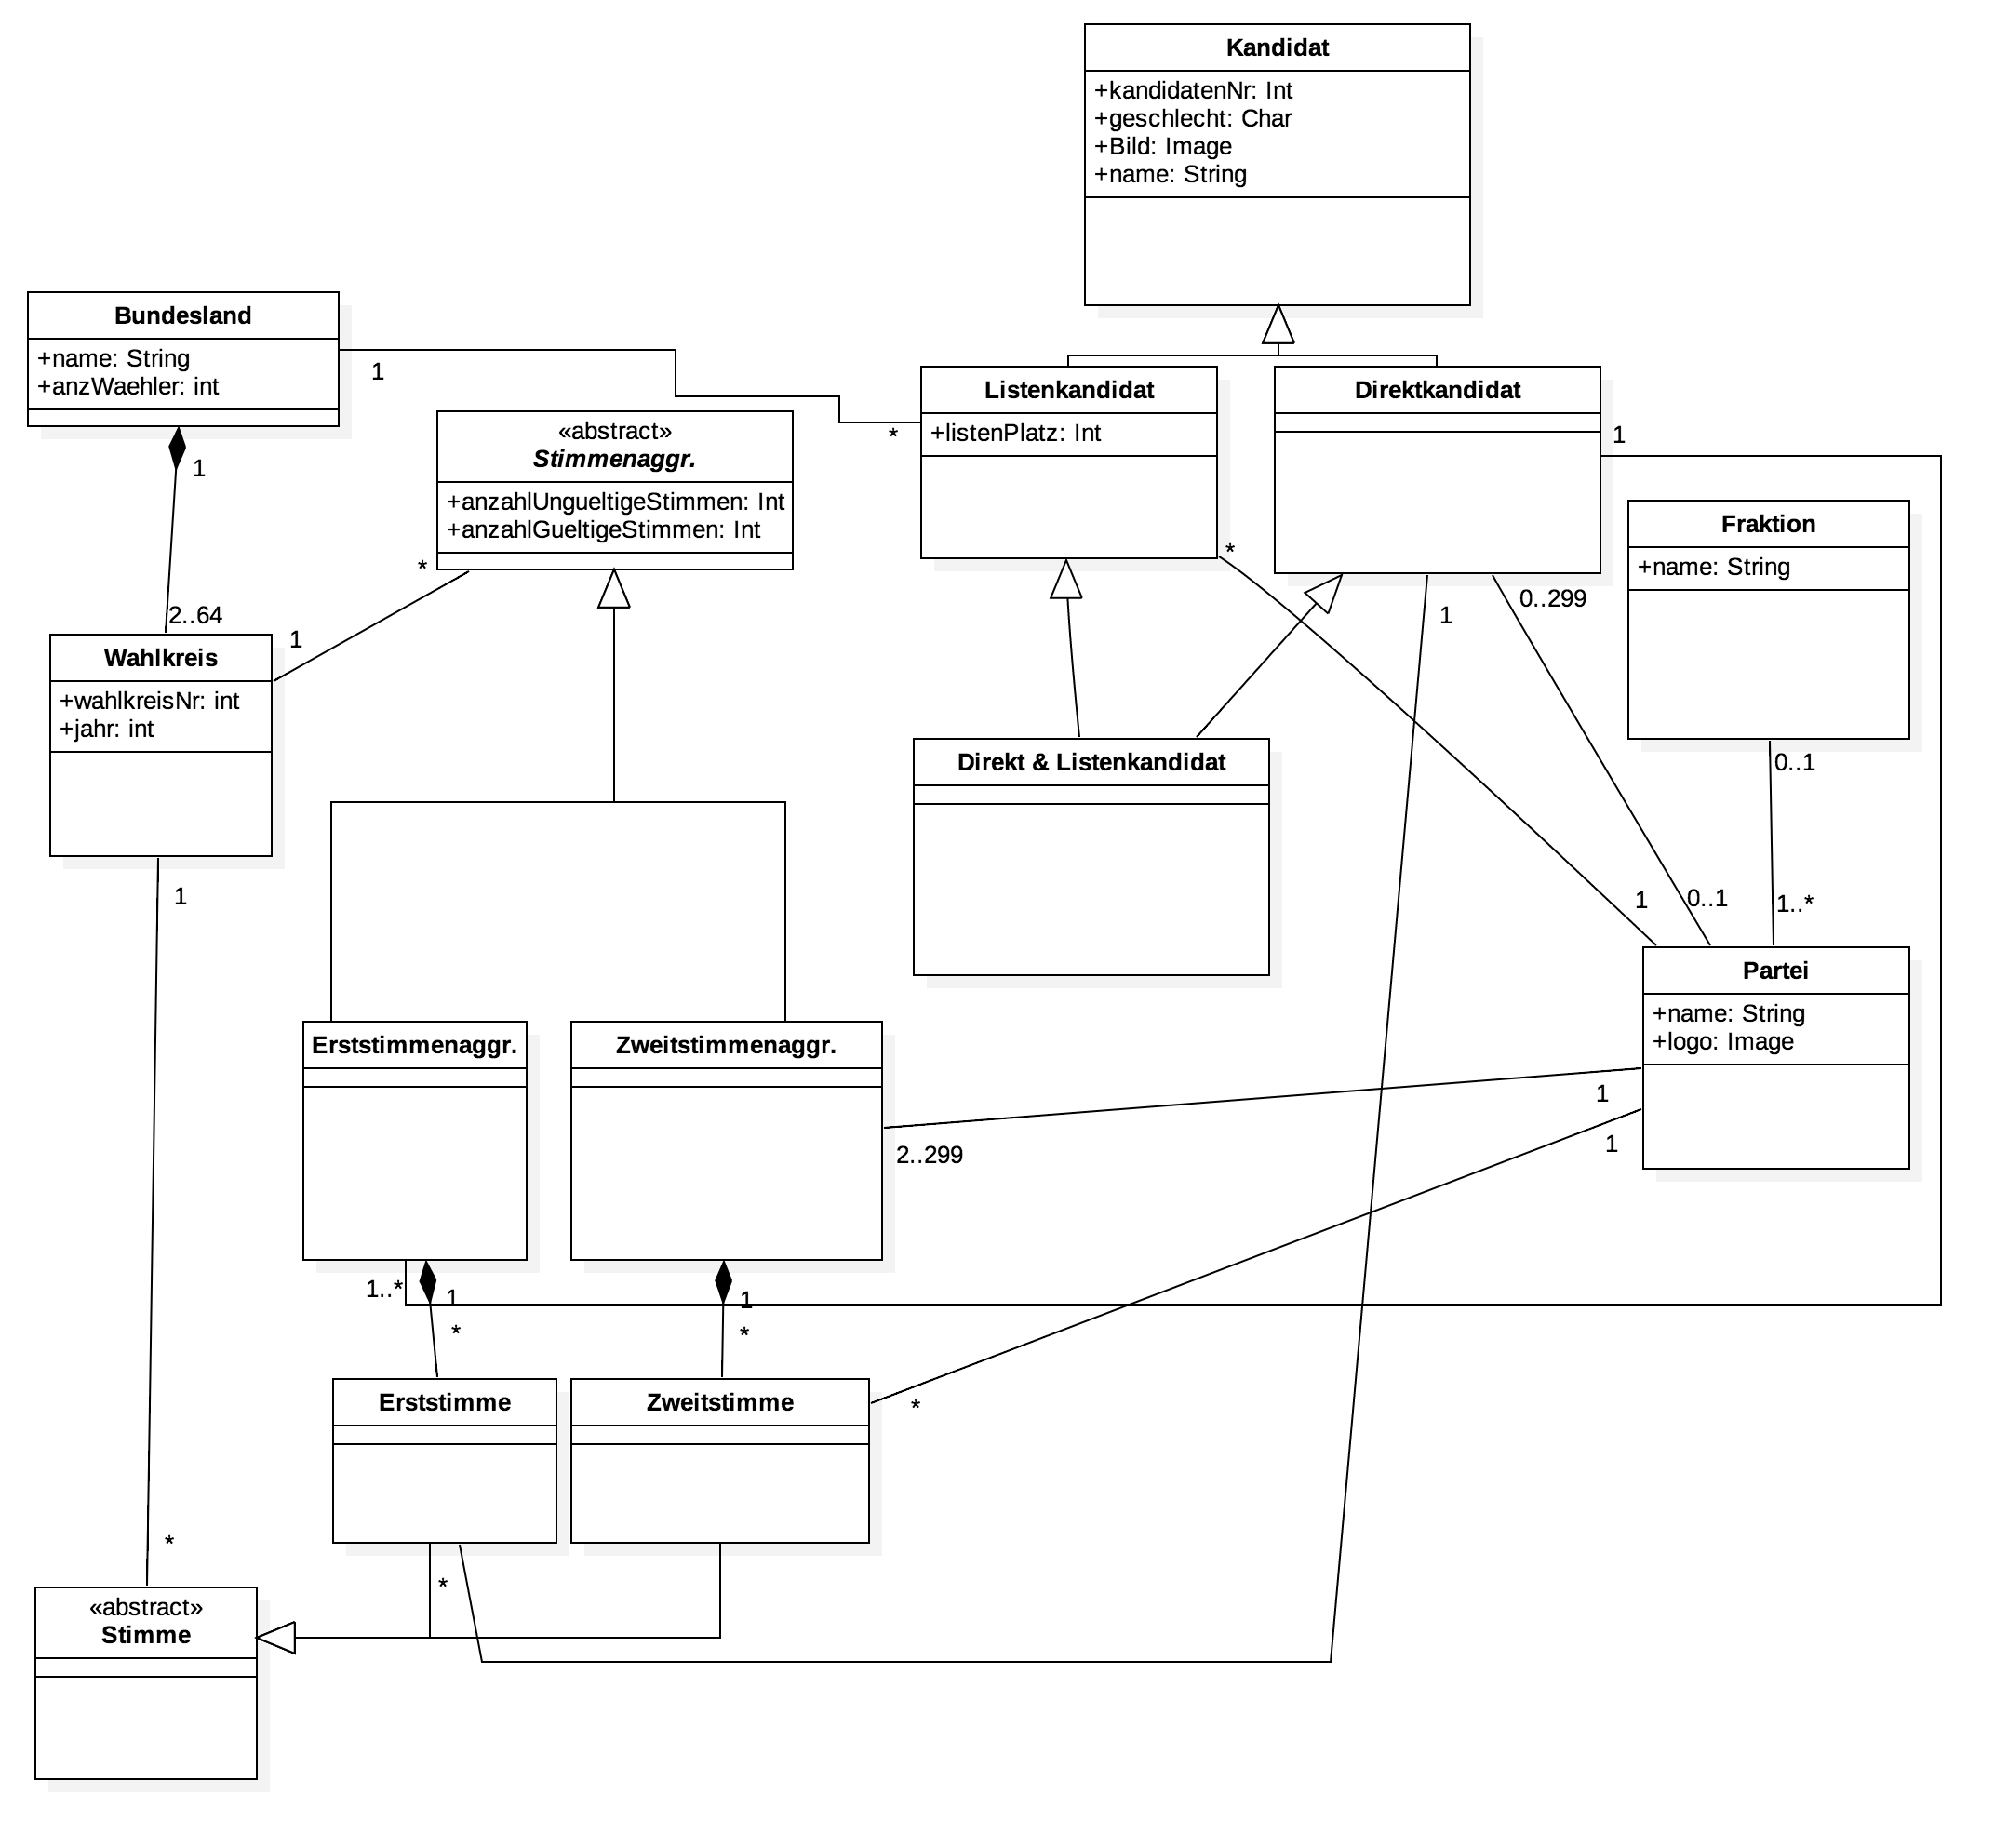 Kandidat
+kandidatenNr: Int
+geschlecht: Char
+Bild: Image
+name: String
Bundesland
+name: String
+anzWaehler: int
1
1
2..64
«abstract»
Stimmenaggr.
+anzahlUngueltigeStimmen: Int
+anzahlGueltigeStimmen: Int
*
1
Listenkandidat
+listenPlatz: Int
*
*
Direktkandidat
1
1
0..299
Fraktion
+name: String
0..1
Wahlkreis
+wahlkreisNr: int
+jahr: int
1
Direkt & Listenkandidat
1
0..1
1..*
Partei
+name: String
+logo: Image
1
1
Erststimmenaggr.
Zweitstimmenaggr.
2..299
1..*
1
*
1
*
Erststimme
Zweitstimme
*
*
*
«abstract»
Stimme